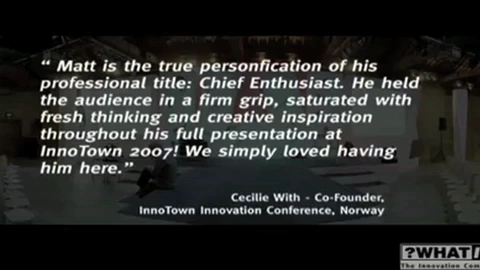 “ Matt is the true personfication of his
professional title: Chief Enthusiast. He held
the audience in a firm grip, saturated with
fresh thinking and creative inspiration
throughout his full presentation at
InnoTown 2007! We simply loved having
him here.”
Cecilie With - Co-Founder,
InnoTown Innovation Conference, Norway
?WHAT
The Innovation Com